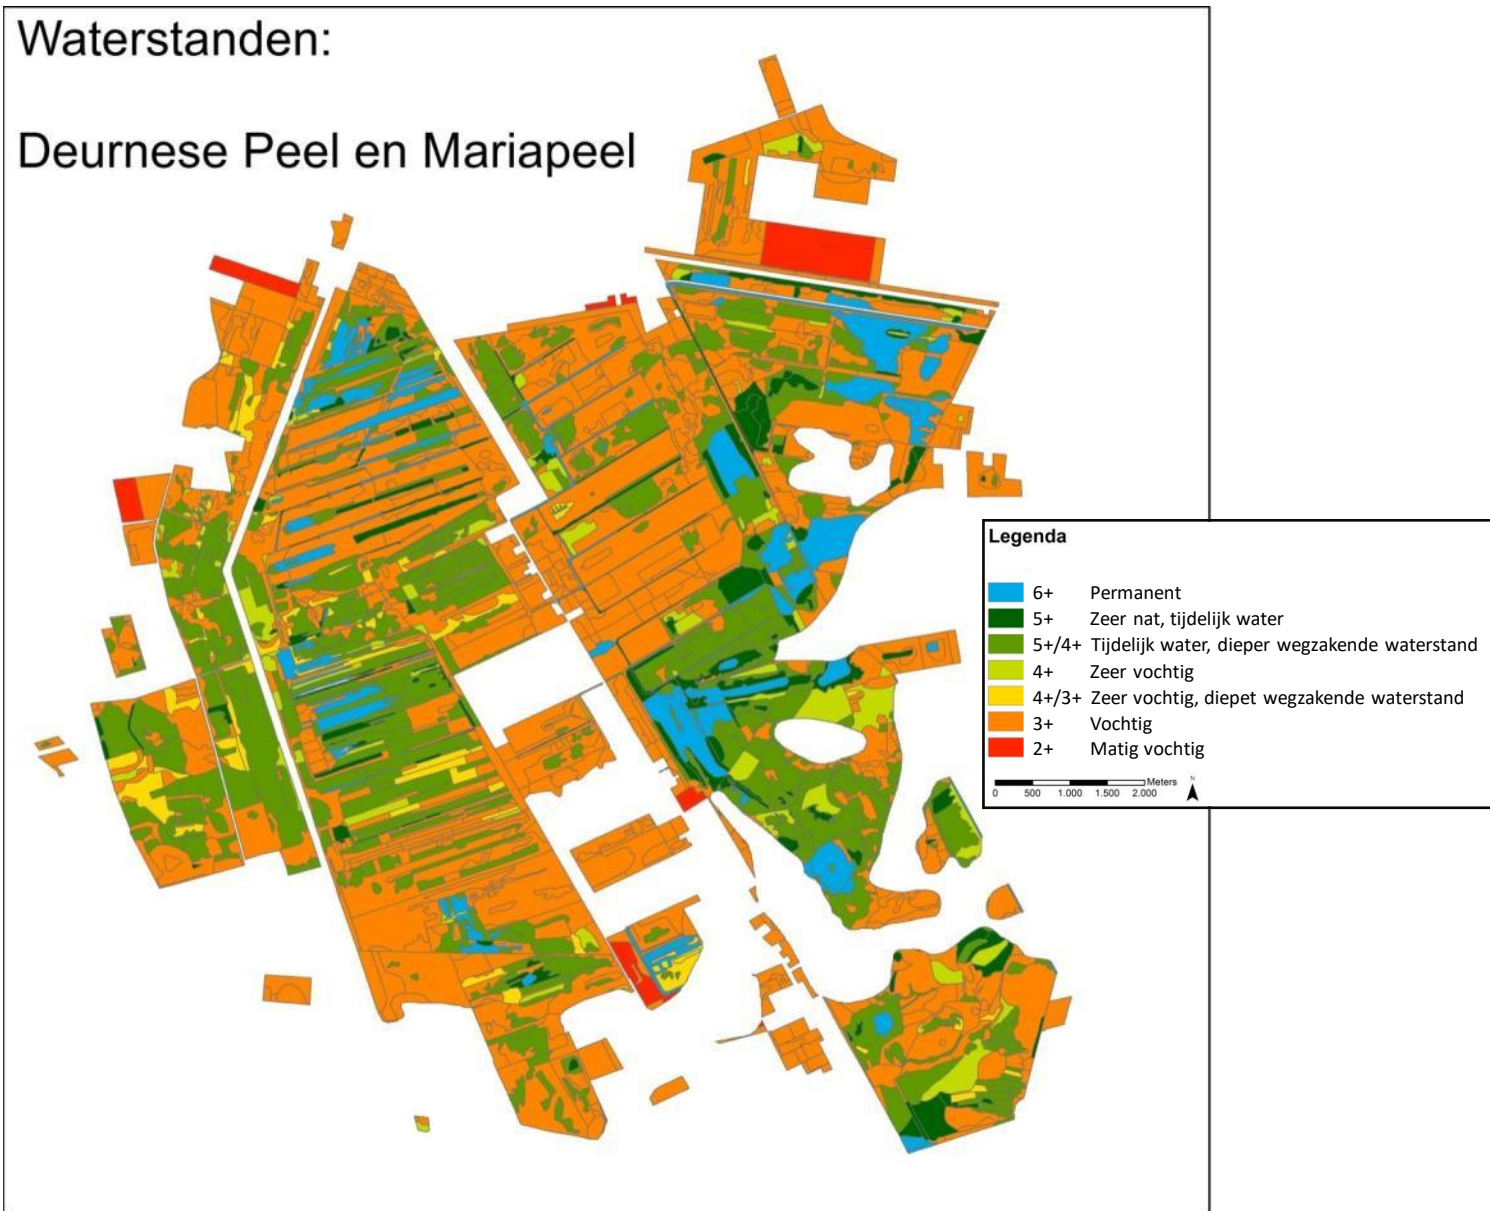 Waterstanden:
Deurnese Peel en Mariapeel
Legenda
6+ Permanent
5+ Zeer nat, tijdelijk water
5+/4+ Tijdelijk water, dieper wegzakende waterstand
4+ Zeer vochtig
4+/3+ Zeer vochtig, diepet wegzakende waterstand
3+ Vochtig
2+ Matig vochtig
Meters
0 500 1.000 1.500 2.000
N